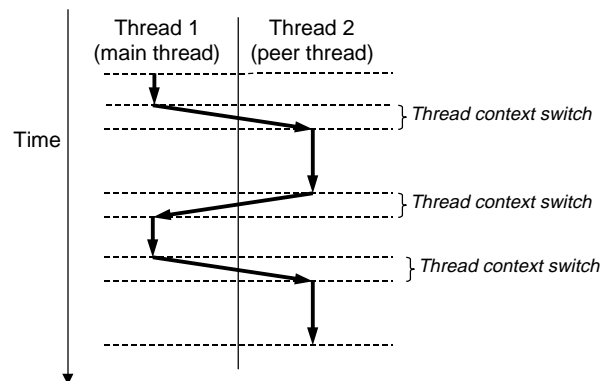 Thread 1
(main thread)
Thread 2
(peer thread)
Thread context switch
Time
Thread context switch
Thread context switch